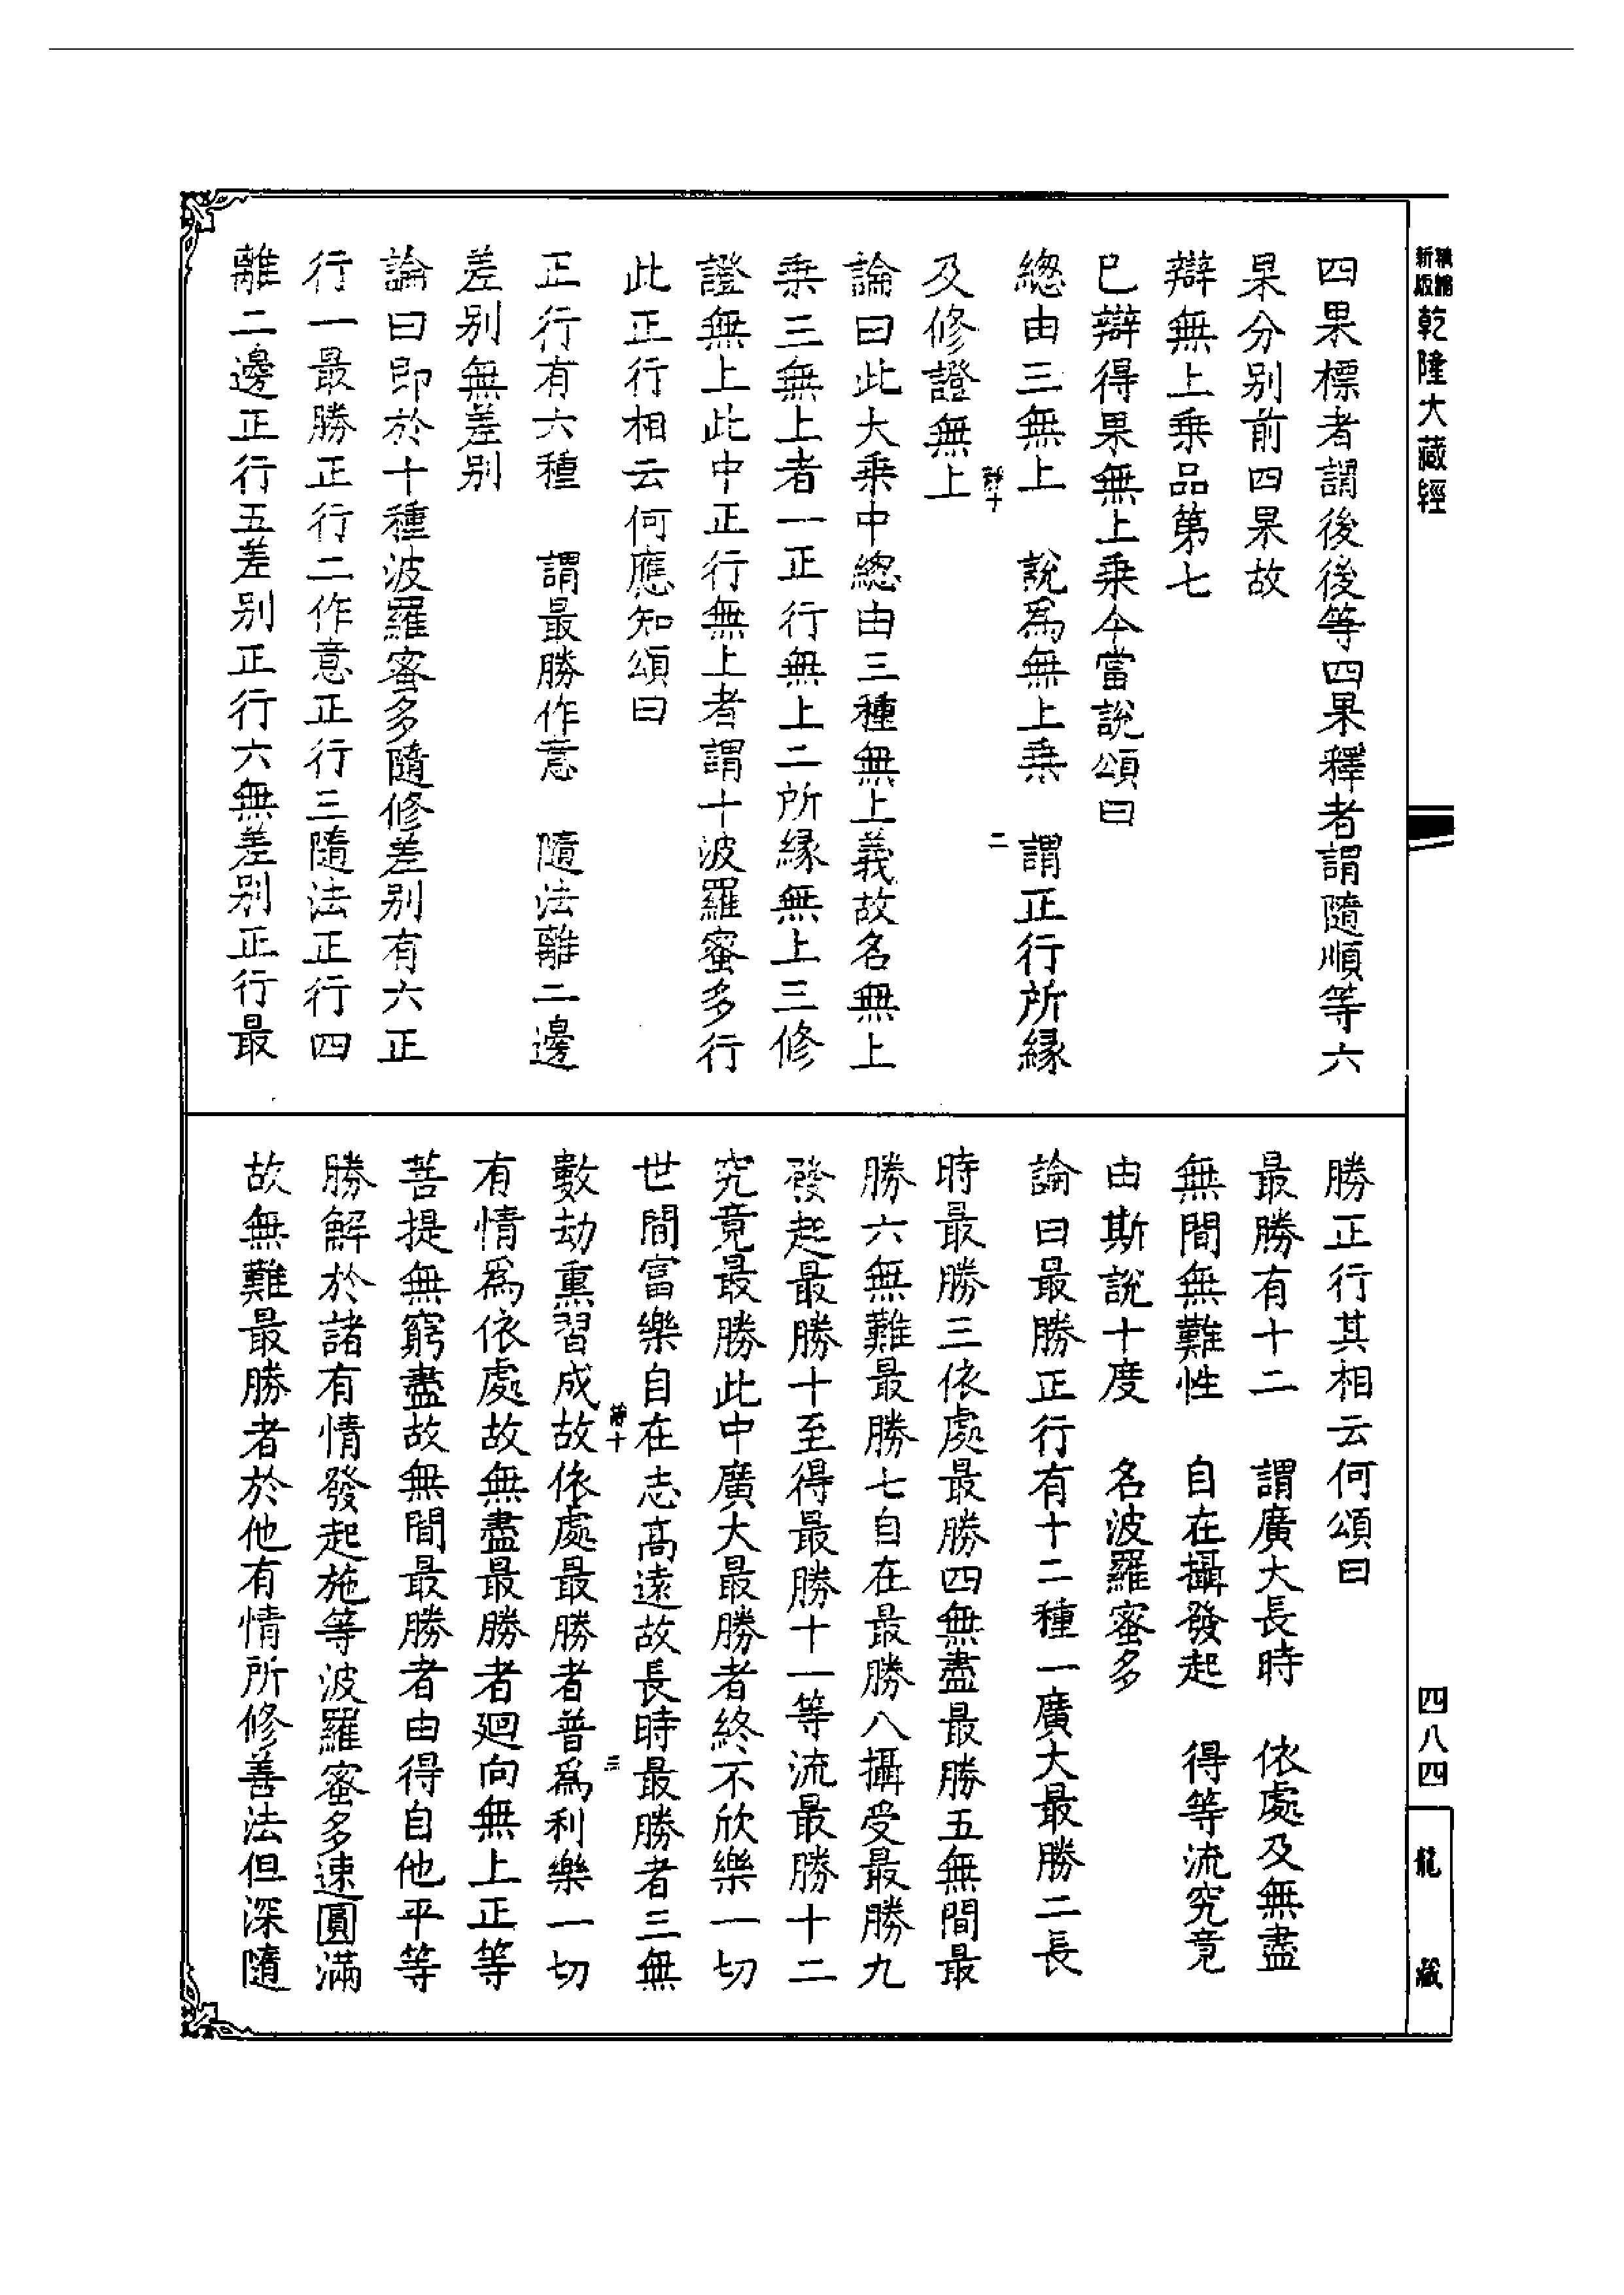 新版精縮乾隆大藏經
四果標者謂後後等四果釋者謂隨順等六
果分别前四果故
辯無上乘品第七
已辯得果無上乘今當說頌曰
總由三無上　說爲無上乘　謂正行所緣
及修證無上
論曰此大乘中總由三種無上義故名無上
乘三無上者一正行無上二所緣無上三修
證無上此中正行無上者謂十波羅蜜多行
此正行相云何應知頌曰
正行有六種　謂最勝作意　隨法離二邊
差别無差别
論曰即於十種波羅蜜多隨修差别有六正
行一最勝正行二作意正行三隨法正行四
離二邊正行五差别正行六無差别正行最
勝正行其相云何頌曰
最勝有十二　謂廣大長時　依處及無盡
無間無難性　自在攝發起　得等流究竟
由斯說十度　名波羅蜜多
論曰最勝正行有十二種一廣大最勝二長
時最勝三依處最勝四無盡最勝五無間最
勝六無難最勝七自在最勝八攝受最勝九
發起最勝十至得最勝十一等流最勝十二
究竟最勝此中廣大最勝者終不欣樂一切
世間富樂自在志高遠故長時最勝者三無
數劫熏習成故依處最勝者普爲利樂一切
有情爲依處故無盡最勝者廻向無上正等
菩提無窮盡故無間最勝者由得自他平等
勝解於諸有情發起施等波羅蜜多速圓滿
故無難最勝者於他有情所修善法但深隨
四八四
龍藏